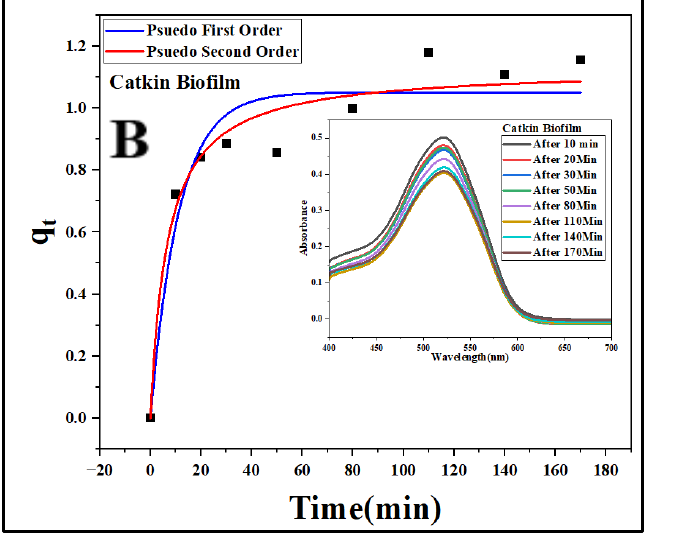 Psuedo First Order
Psuedo Second Order
Catkin Biofilm
B
1.2
1.0
0.8
0.6
0.4
0.2
0.0
qt
−20 0 20 40 60 80 100 120 140 160 180
Time(min)
Catkin Biofilm
After 10 min
After 20Min
After 30Min
After 50Min
After 80Min
After 110Min
After 140Min
After 170Min
0.5
0.4
0.3
0.2
0.1
0.0
Absorbance
400 450 500 550 600 650 700
Wavelength(nm)